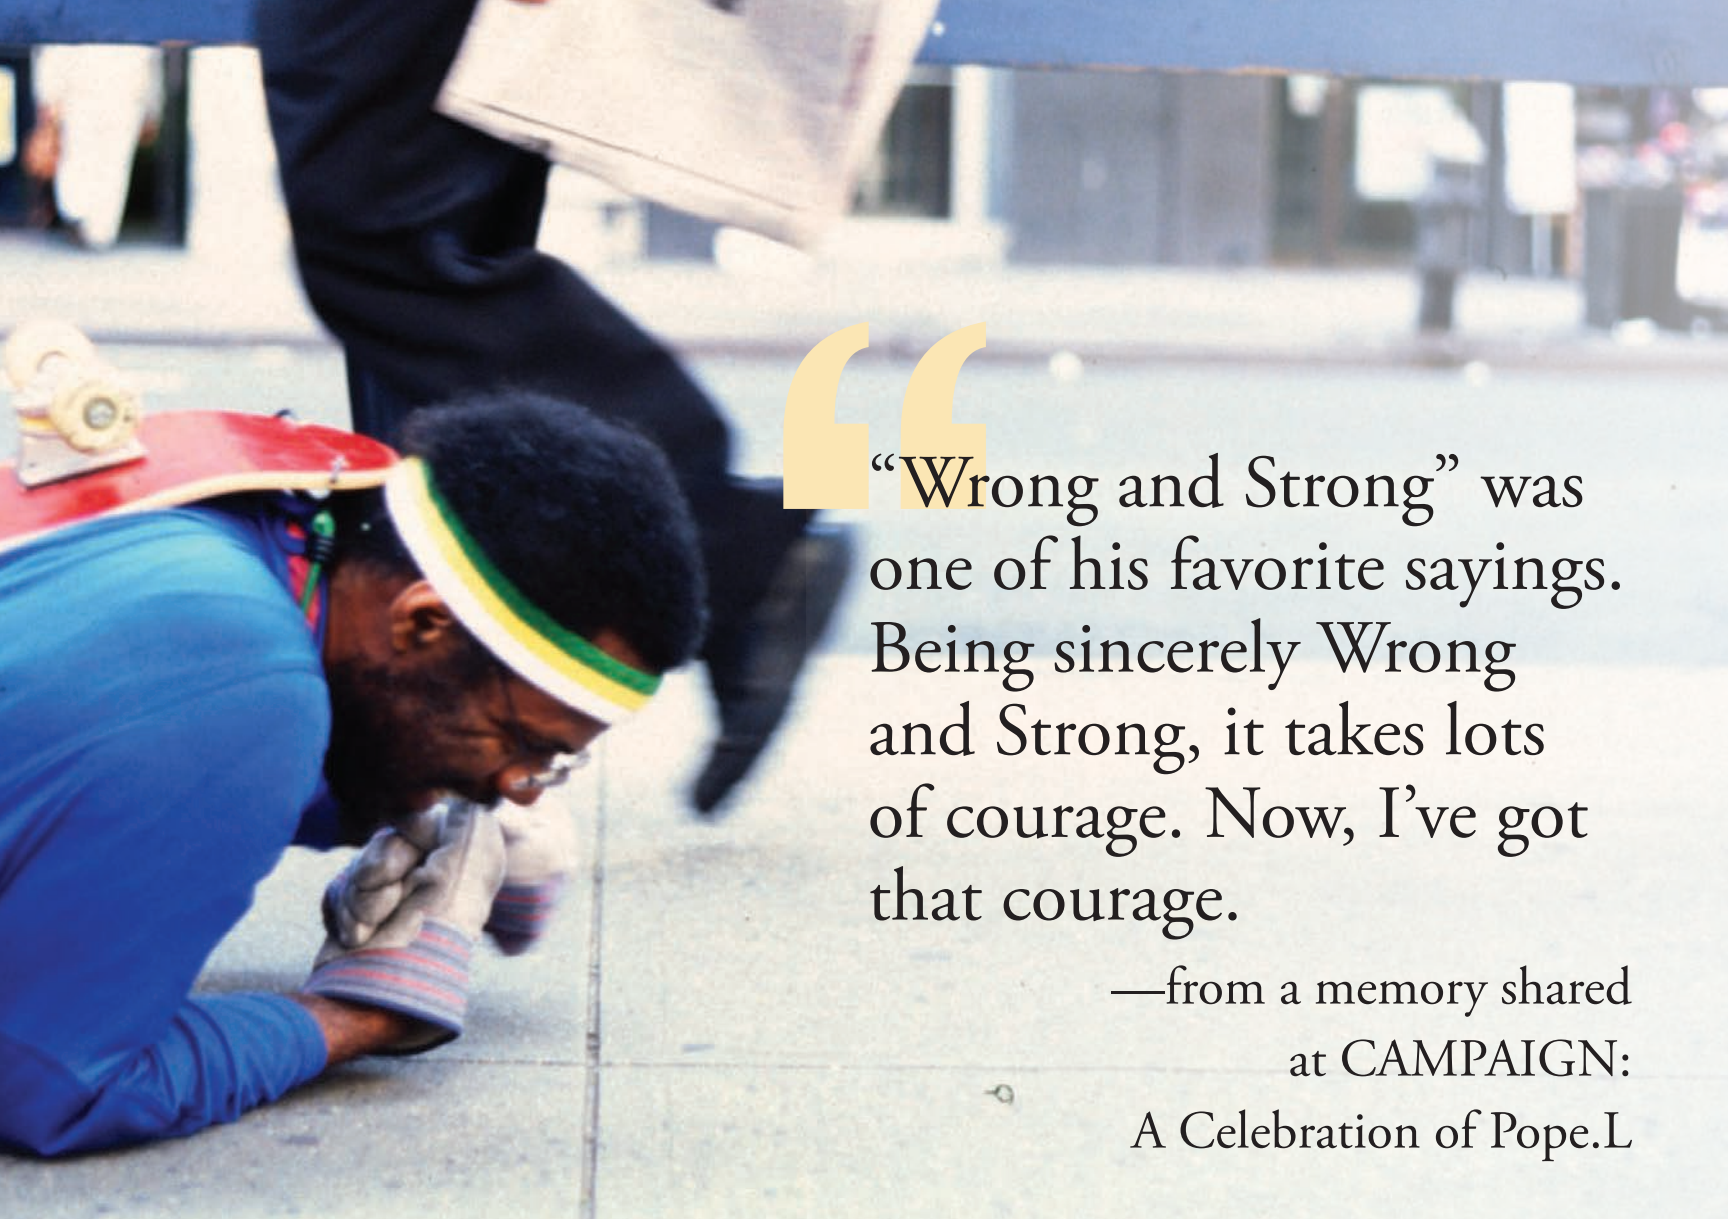 “Wrong and Strong” was
one of his favorite sayings.
Being sincerely Wrong
and Strong, it takes lots
of courage. Now, I’ve got
that courage.
—from a memory shared
at CAMPAIGN:
A Celebration of Pope.L